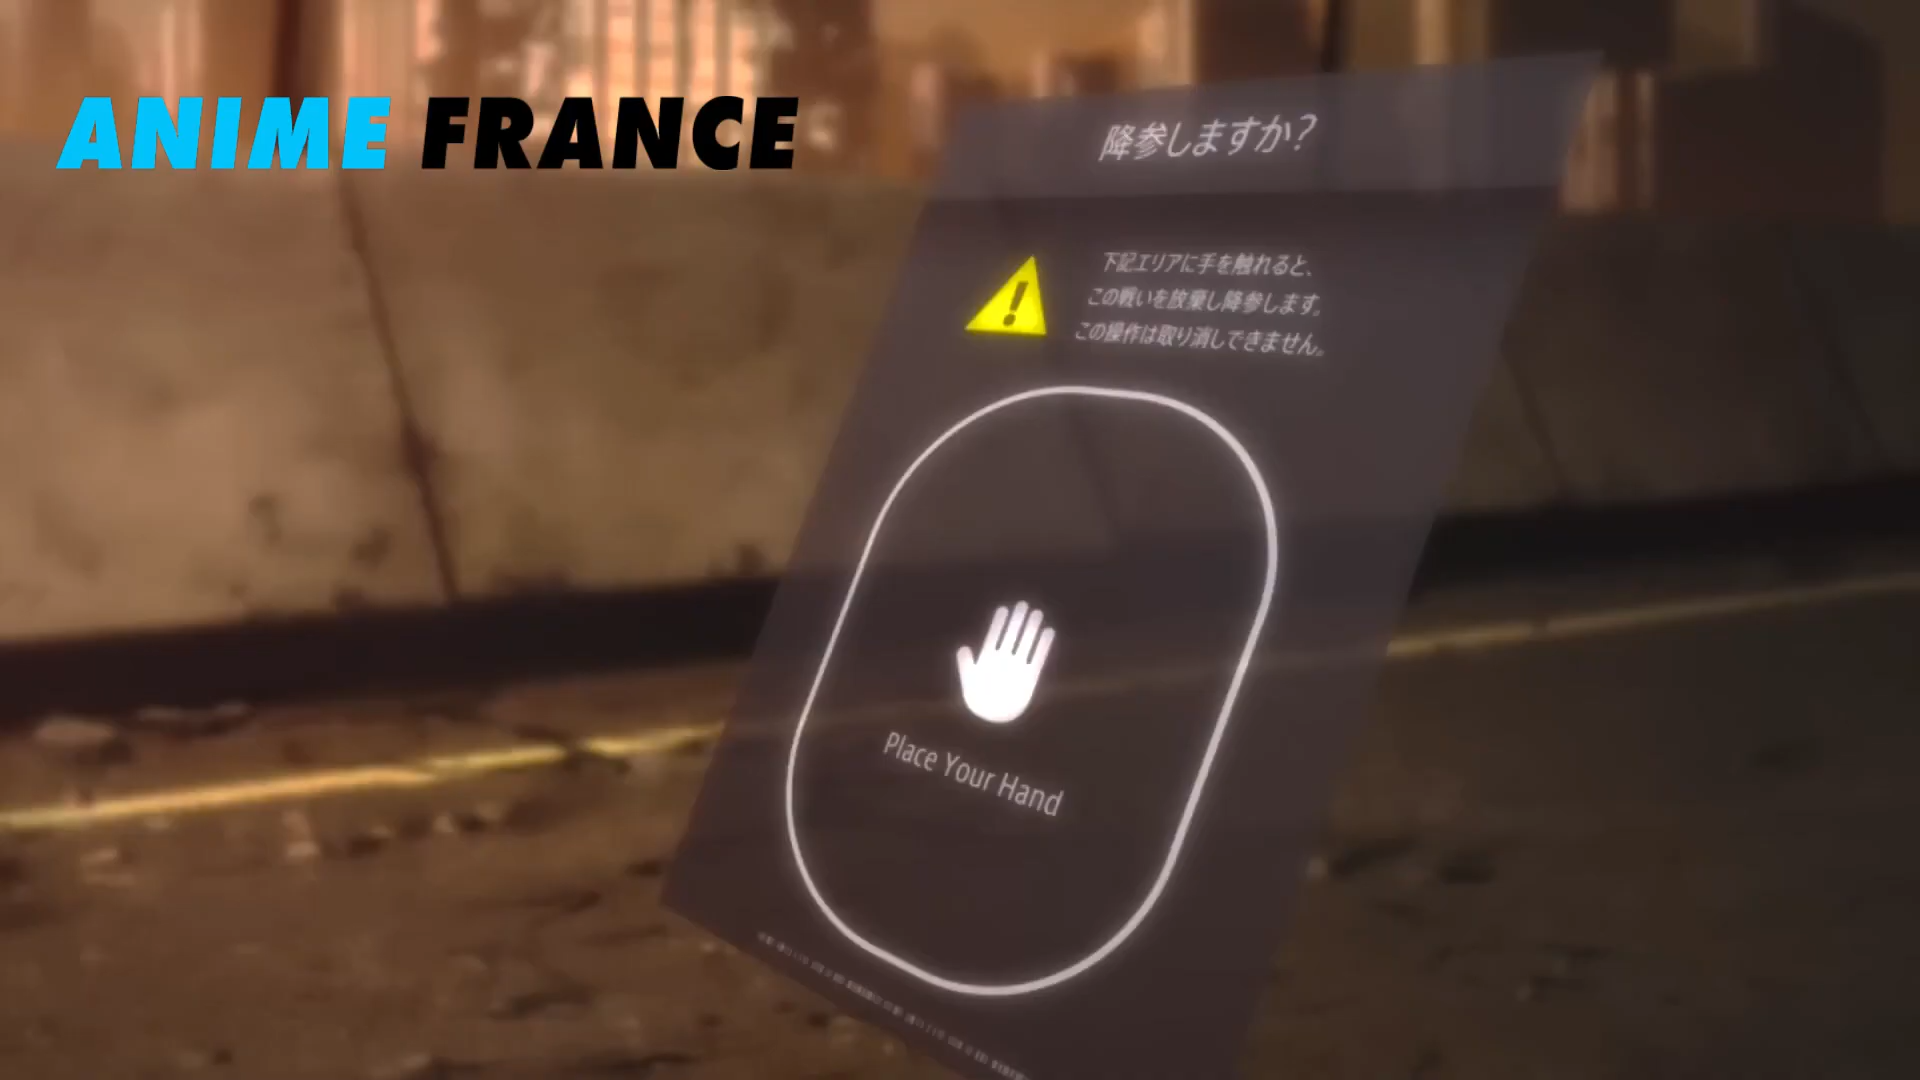 ANIME FRANCE
降参しますか?
下記エリアに手を触れると、
この戦いを放棄し降参します。
この操作は取り消しできません。
Place Your Hand